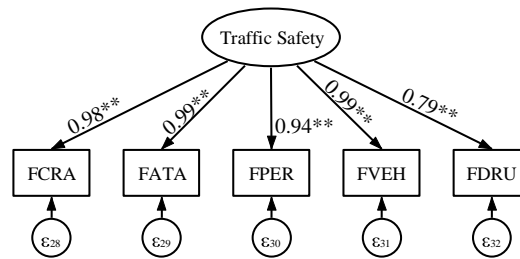 Traffic Safety
0.98**
0.99**
0.94**
0.99**
0.79**
FCRA
FATA
FPER
FVEH
FDRU
ε28
ε29
ε30
ε31
ε32